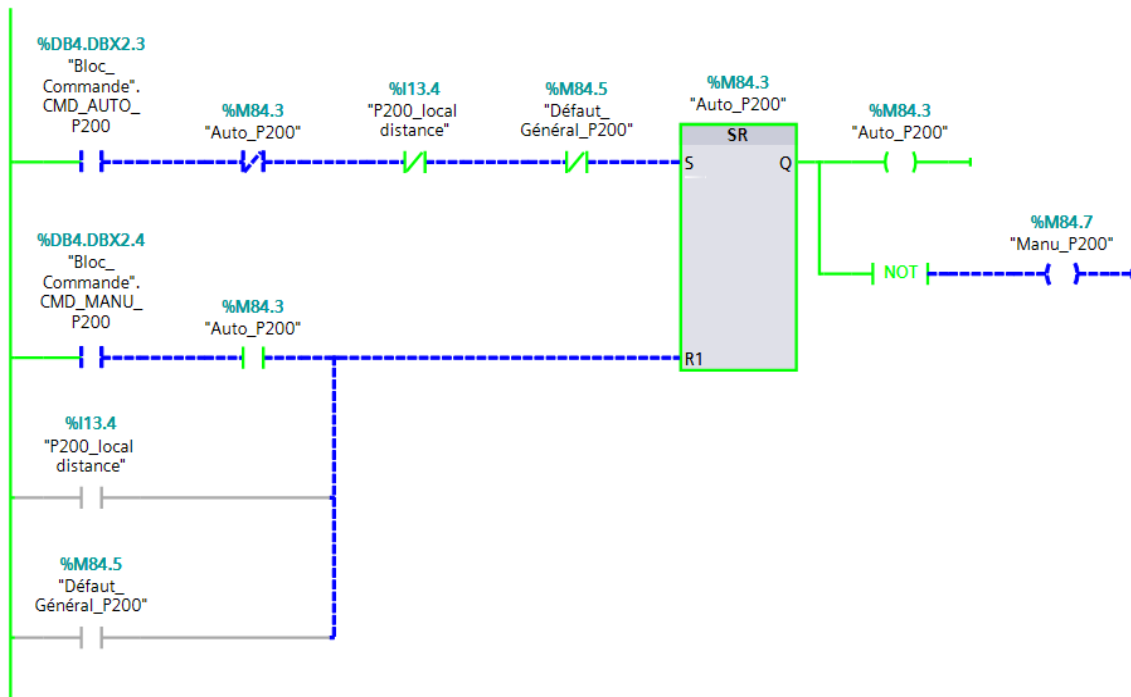 %DB4.DBX2.3
"Bloc_
Commande".
CMD_AUTO_
P200
%M84.3
"Auto_P200"
%I13.4
"P200_local
distance"
%M84.5
"Défaut_
Général_P200"
%M84.3
"Auto_P200"
SR
S
Q
%M84.3
"Auto_P200"
NOT
%M84.7
"Manu_P200"
%DB4.DBX2.4
"Bloc_
Commande".
CMD_MANU_
P200
%M84.3
"Auto_P200"
R1
%I13.4
"P200_local
distance"
%M84.5
"Défaut_
Général_P200"